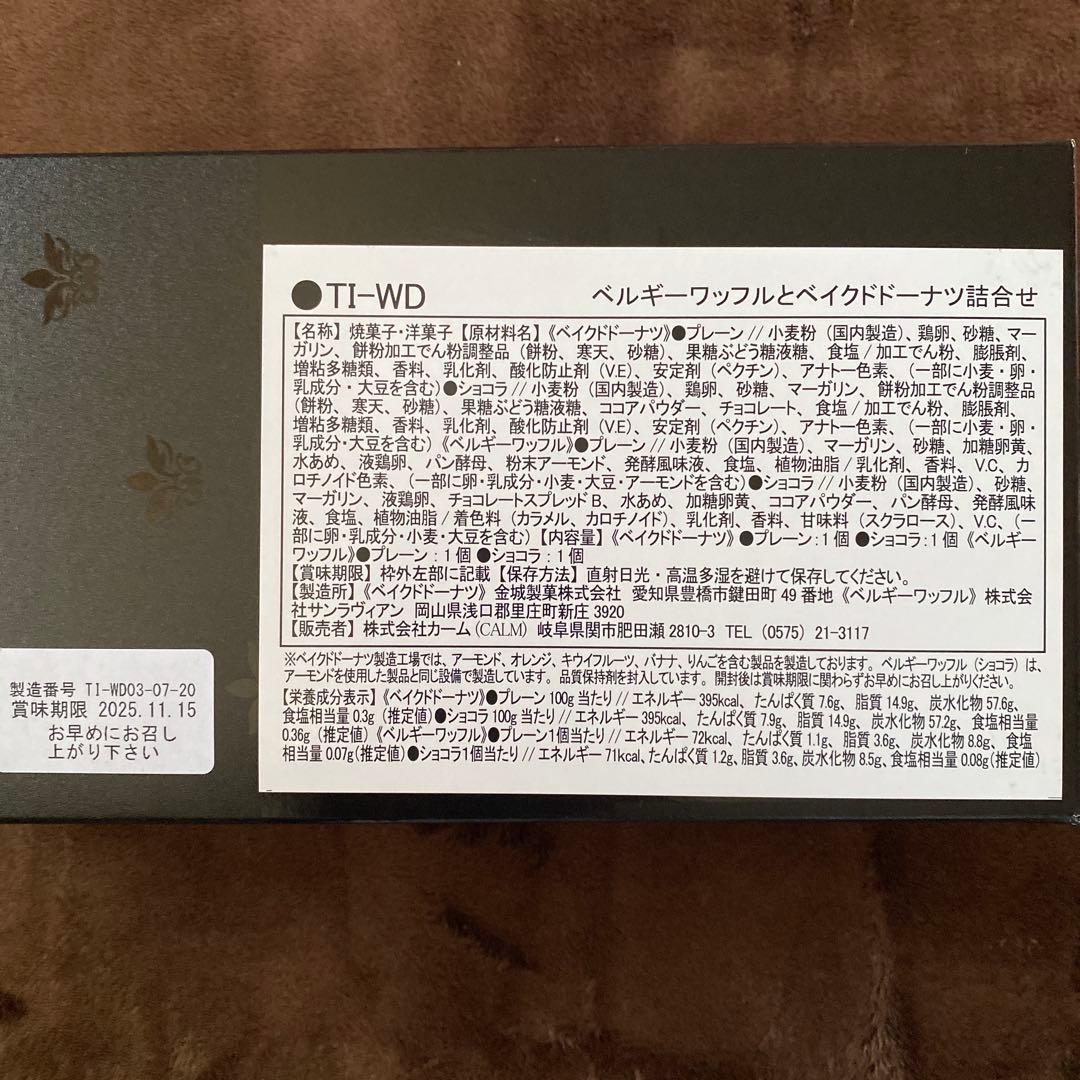 ●TI-WD ベルギーワッフルとベイクドドーナツ詰合せ
【名称】焼菓子・洋菓子【原材料名】《ベイクドドーナツ》●プレーン // 小麦粉（国内製造）、鶏卵、砂糖、マー
ガリン、餅粉加工でん粉調整品（餅粉、寒天、砂糖）、果糖ぶどう糖液糖、食塩 / 加工でん粉、膨脹剤、
増粘多糖類、香料、乳化剤、酸化防止剤（V.E）、安定剤（ペクチン）、アナトー色素、（一部に小麦・卵・
乳成分・大豆を含む）●ショコラ // 小麦粉（国内製造）、鶏卵、砂糖、マーガリン、餅粉加工でん粉調整品
（餅粉、寒天、砂糖）、果糖ぶどう糖液糖、ココアパウダー、チョコレート、食塩 / 加工でん粉、膨脹剤、
増粘多糖類、香料、乳化剤、酸化防止剤（V.E）、安定剤（ペクチン）、アナトー色素、（一部に小麦・卵・
乳成分・大豆を含む）《ベルギーワッフル》●プレーン // 小麦粉（国内製造）、マーガリン、砂糖、加糖卵黄、
水あめ、液鶏卵、パン酵母、粉末アーモンド、発酵風味液、食塩、植物油脂 / 乳化剤、香料、V.C、カ
ロチノイド色素、（一部に卵・乳成分・小麦・大豆・アーモンドを含む）●ショコラ // 小麦粉（国内製造）、砂糖、
マーガリン、液鶏卵、チョコレートスプレッドB、水あめ、加糖卵黄、ココアパウダー、パン酵母、発酵風味
液、食塩、植物油脂 / 着色料（カラメル、カロチノイド）、乳化剤、香料、甘味料（スクラロース）、V.C、（一
部に卵・乳成分・小麦・大豆を含む）【内容量】《ベイクドドーナツ》●プレーン：1個 ●ショコラ：1個《ベルギー
ワッフル》●プレーン：1個 ●ショコラ：1個
【賞味期限】枠外左部に記載【保存方法】直射日光・高温多湿を避けて保存してください。
【製造所】《ベイクドドーナツ》金城製菓株式会社 愛知県豊橋市鍵田町49番地《ベルギーワッフル》株式会
社サンラヴィアン 岡山県浅口郡里庄町新庄3920
【販売者】株式会社カーム（CALM）岐阜県関市肥田瀬2810-3 TEL（0575）21-3117
※ベイクドドーナツ製造工場では、アーモンド、オレンジ、キウイフルーツ、バナナ、りんごを含む製品を製造しております。ベルギーワッフル（ショコラ）は、
アーモンドを使用した製品と同じ設備で製造しています。品質保持剤を封入しています。開封後は賞味期限に関わらずお早めにお召し上がりください。
【栄養成分表示】《ベイクドドーナツ》●プレーン100g当たり // エネルギー 395kcal、たんぱく質 7.6g、脂質 14.9g、炭水化物 57.6g、
食塩相当量 0.3g（推定値）●ショコラ 100g当たり // エネルギー 395kcal、たんぱく質 7.9g、脂質 14.9g、炭水化物 57.2g、食塩相当量
0.36g（推定値）《ベルギーワッフル》●プレーン1個当たり // エネルギー 72kcal、たんぱく質 1.1g、脂質 3.6g、炭水化物 8.8g、食塩
相当量 0.07g（推定値）●ショコラ1個当たり // エネルギー 71kcal、たんぱく質 1.2g、脂質 3.6g、炭水化物 8.5g、食塩相当量 0.08g（推定値）
製造番号 TI-WD03-07-20
賞味期限 2025.11.15
お早めにお召し
上がり下さい